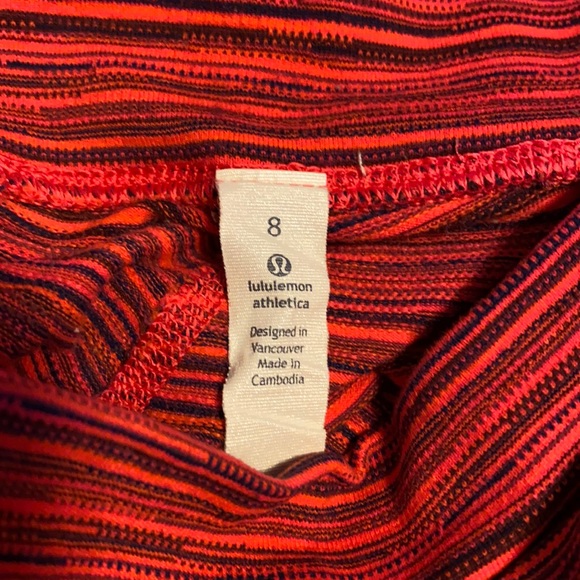 8
lululemon
athletica
Designed in
Vancouver
Made in
Cambodia